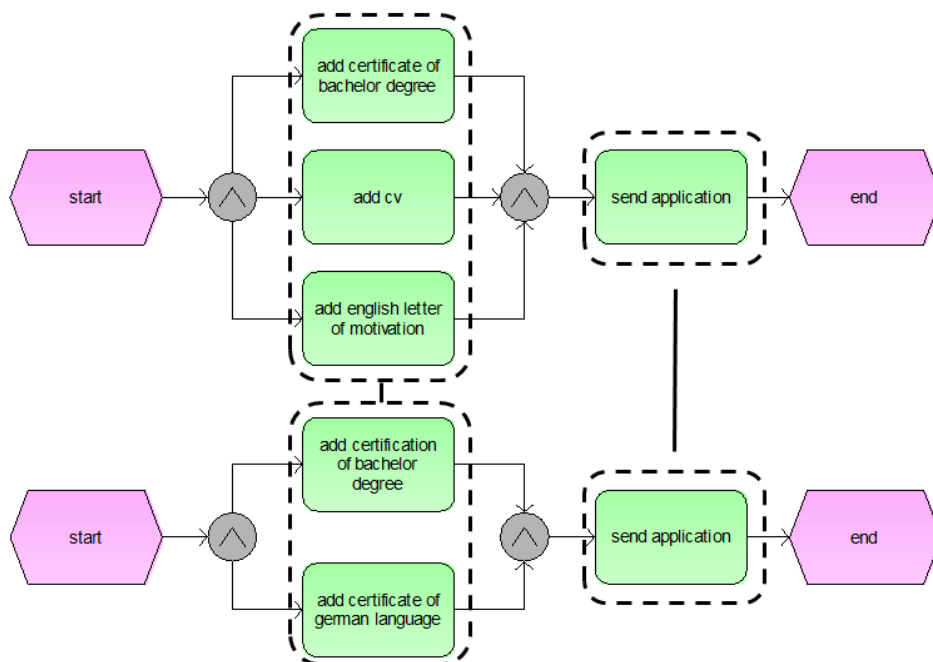 add certificate of
bachelor degree
start
add cv
send application
end
add english letter
of motivation
add certification
of bachelor
degree
start
send application
end
add certificate of
german language